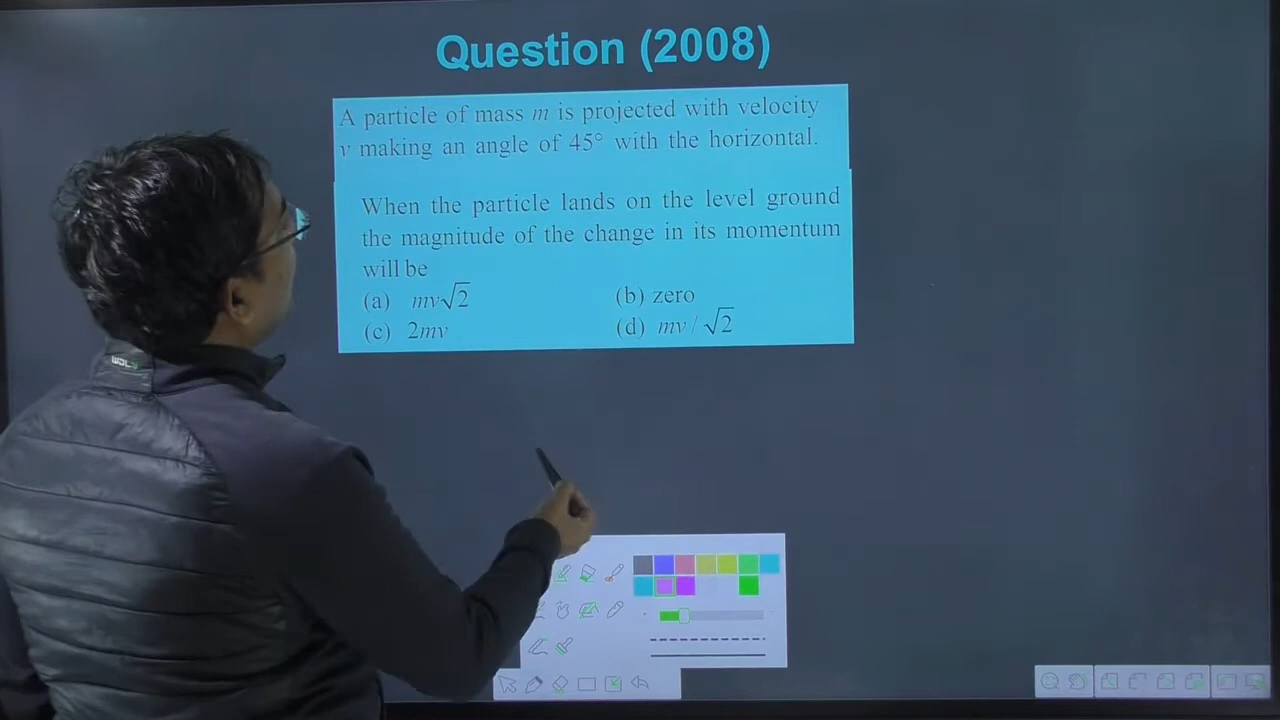 Question (2008)
A particle of mass m is projected with velocity
v making an angle of 45° with the horizontal.
When the particle lands on the level ground
the magnitude of the change in its momentum
will be
(a) mv√2 (b) zero
(c) 2mv (d) mv / √2